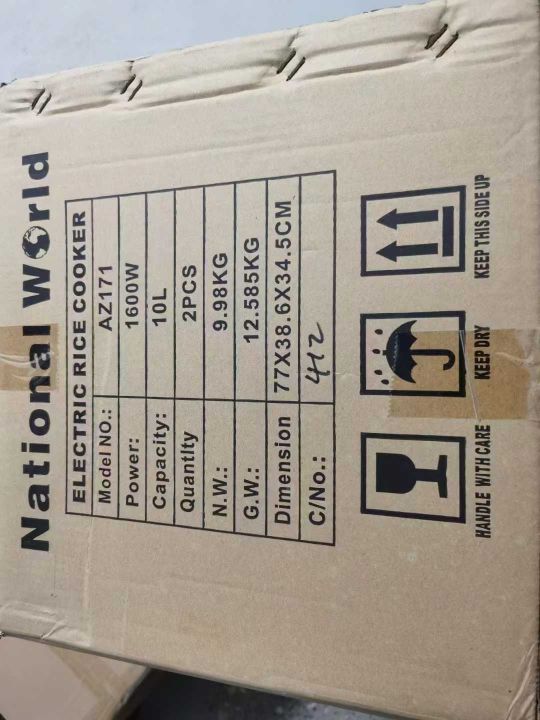 National World
ELECTRIC RICE COOKER
Model NO.: AZ171
Power: 1600W
Capacity: 10L
Quantity 2PCS
N.W.: 9.98KG
G.W.: 12.585KG
Dimension 77X38.6X34.5CM
C/No.: 412
HANDLE WITH CARE
KEEP DRY
KEEP THIS SIDE UP